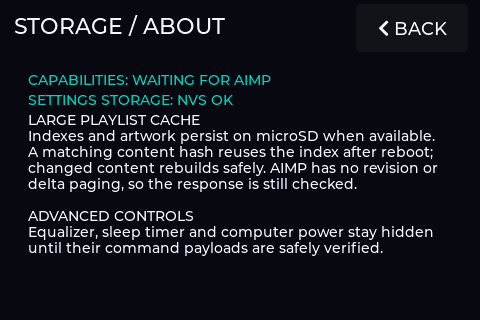 STORAGE / ABOUT
BACK
CAPABILITIES: WAITING FOR AIMP
SETTINGS STORAGE: NVS OK
LARGE PLAYLIST CACHE
Indexes and artwork persist on microSD when available.
A matching content hash reuses the index after reboot;
changed content rebuilds safely. AIMP has no revision or
delta paging, so the response is still checked.
ADVANCED CONTROLS
Equalizer, sleep timer and computer power stay hidden
until their command payloads are safely verified.